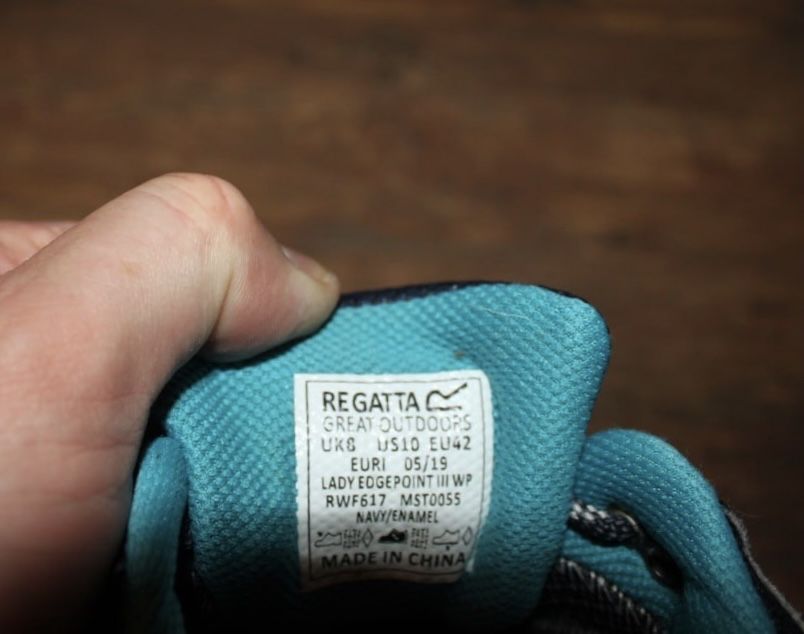 REGATTA
GREAT OUTDOORS
UK8 US10 EU42
EURI 05/19
LADY EDGEPOINT III WP
RWF617 MST0055
NAVY/ENAMEL
MADE IN CHINA